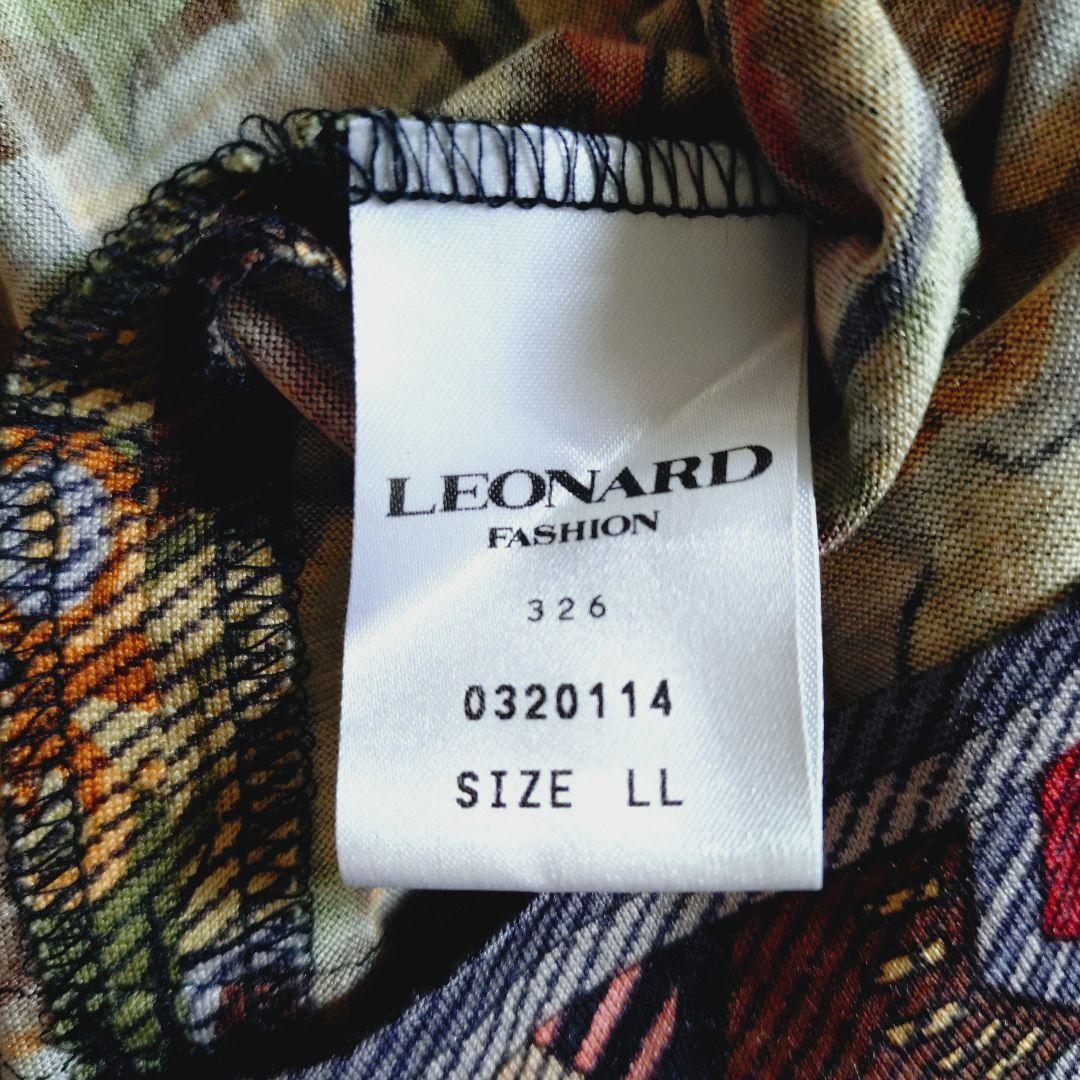 LEONARD
FASHION
326
0320114
SIZE LL